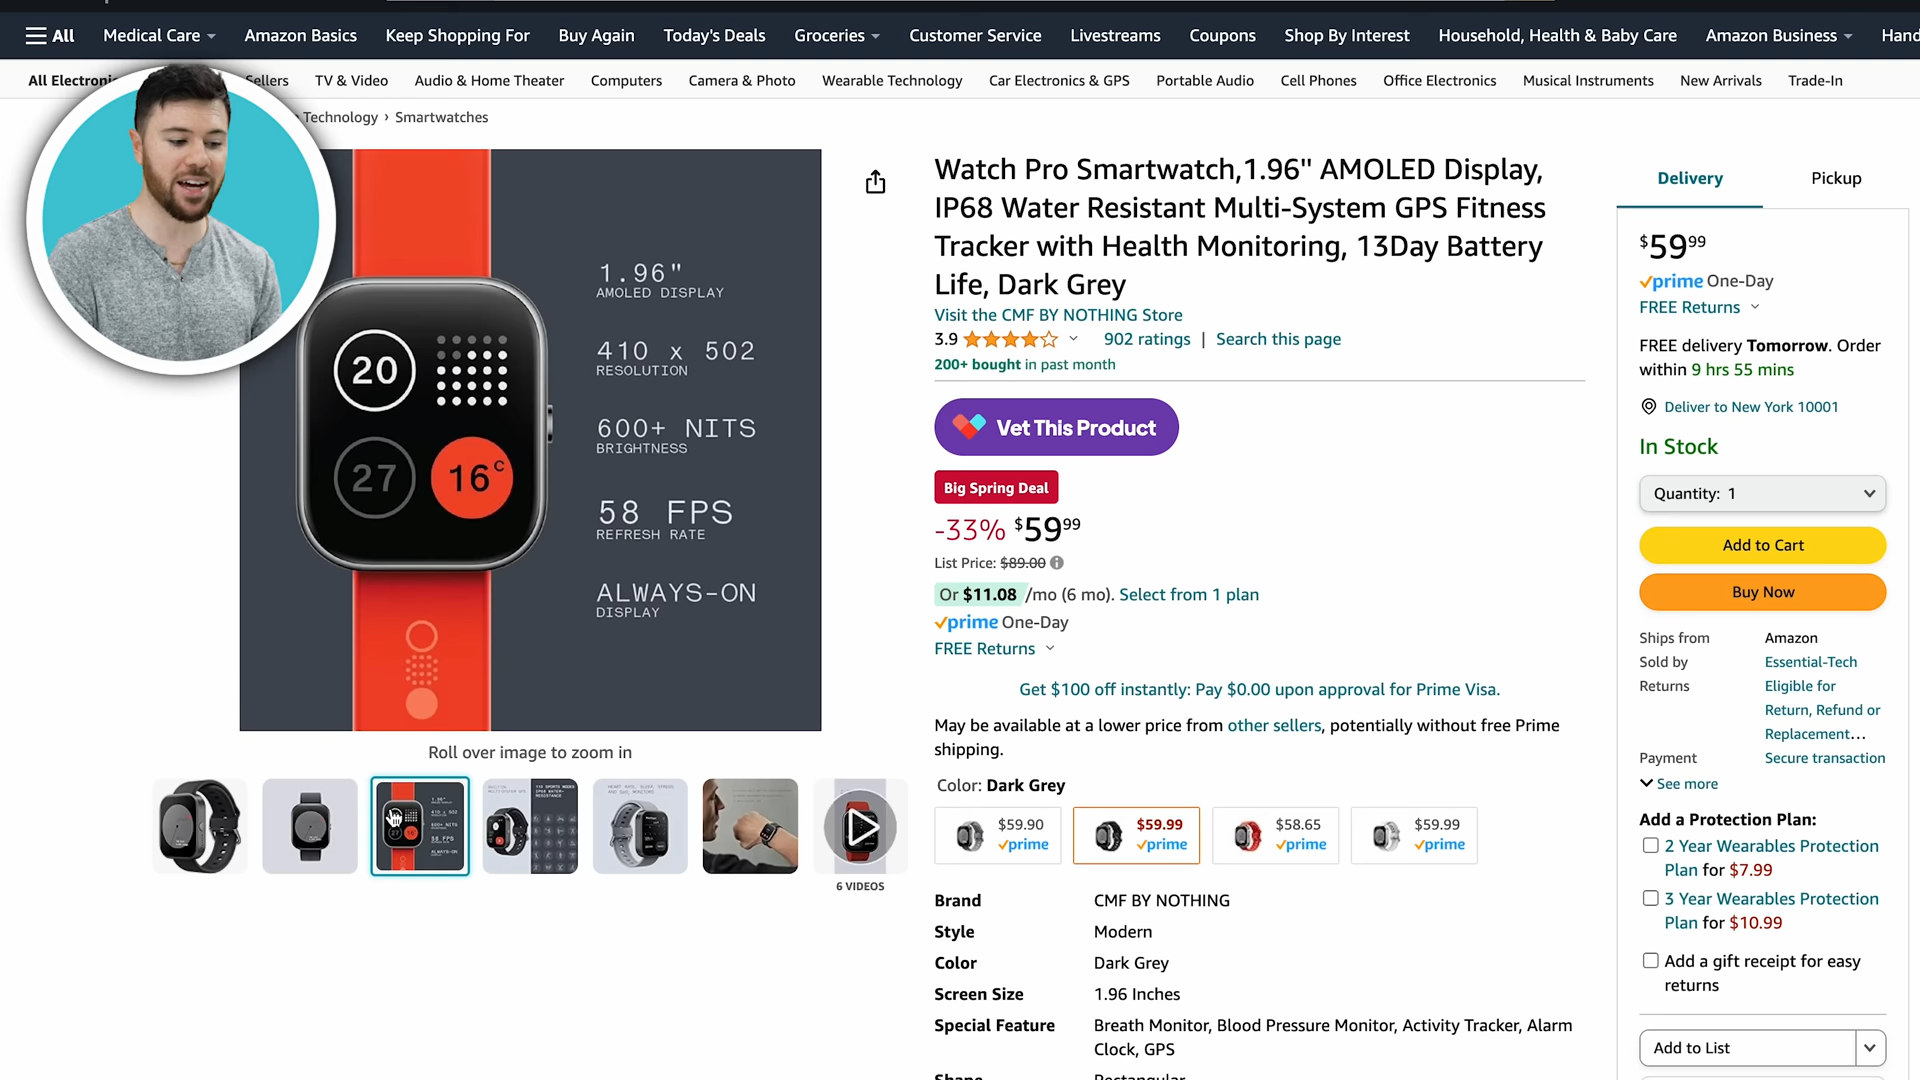 All
Medical Care
Amazon Basics
Keep Shopping For
Buy Again
Today's Deals
Groceries
Customer Service
Livestreams
Coupons
Shop By Interest
Household, Health & Baby Care
Amazon Business
Hand
All Electronic
Sellers
TV & Video
Audio & Home Theater
Computers
Camera & Photo
Wearable Technology
Car Electronics & GPS
Portable Audio
Cell Phones
Office Electronics
Musical Instruments
New Arrivals
Trade-In
Technology › Smartwatches
20
27
16c
1.96"
AMOLED DISPLAY
410 x 502
RESOLUTION
600+ NITS
BRIGHTNESS
58 FPS
REFRESH RATE
ALWAYS-ON
DISPLAY
Roll over image to zoom in
6 VIDEOS
Watch Pro Smartwatch,1.96'' AMOLED Display,
IP68 Water Resistant Multi-System GPS Fitness
Tracker with Health Monitoring, 13Day Battery
Life, Dark Grey
Visit the CMF BY NOTHING Store
3.9
902 ratings | Search this page
200+ bought in past month
Vet This Product
Big Spring Deal
-33% $5999
List Price: $89.00
Or $11.08 /mo (6 mo). Select from 1 plan
prime One-Day
FREE Returns
Get $100 off instantly: Pay $0.00 upon approval for Prime Visa.
May be available at a lower price from other sellers, potentially without free Prime
shipping.
Color: Dark Grey
$59.90
prime
$59.99
prime
$58.65
prime
$59.99
prime
Brand CMF BY NOTHING
Style Modern
Color Dark Grey
Screen Size 1.96 Inches
Special Feature Breath Monitor, Blood Pressure Monitor, Activity Tracker, Alarm
Clock, GPS
Shape Rectangular
Delivery
Pickup
$5999
prime One-Day
FREE Returns
FREE delivery Tomorrow. Order
within 9 hrs 55 mins
Deliver to New York 10001
In Stock
Quantity: 1
Add to Cart
Buy Now
Ships from Amazon
Sold by Essential-Tech
Returns Eligible for
Return, Refund or
Replacement…
Payment Secure transaction
See more
Add a Protection Plan:
2 Year Wearables Protection
Plan for $7.99
3 Year Wearables Protection
Plan for $10.99
Add a gift receipt for easy
returns
Add to List